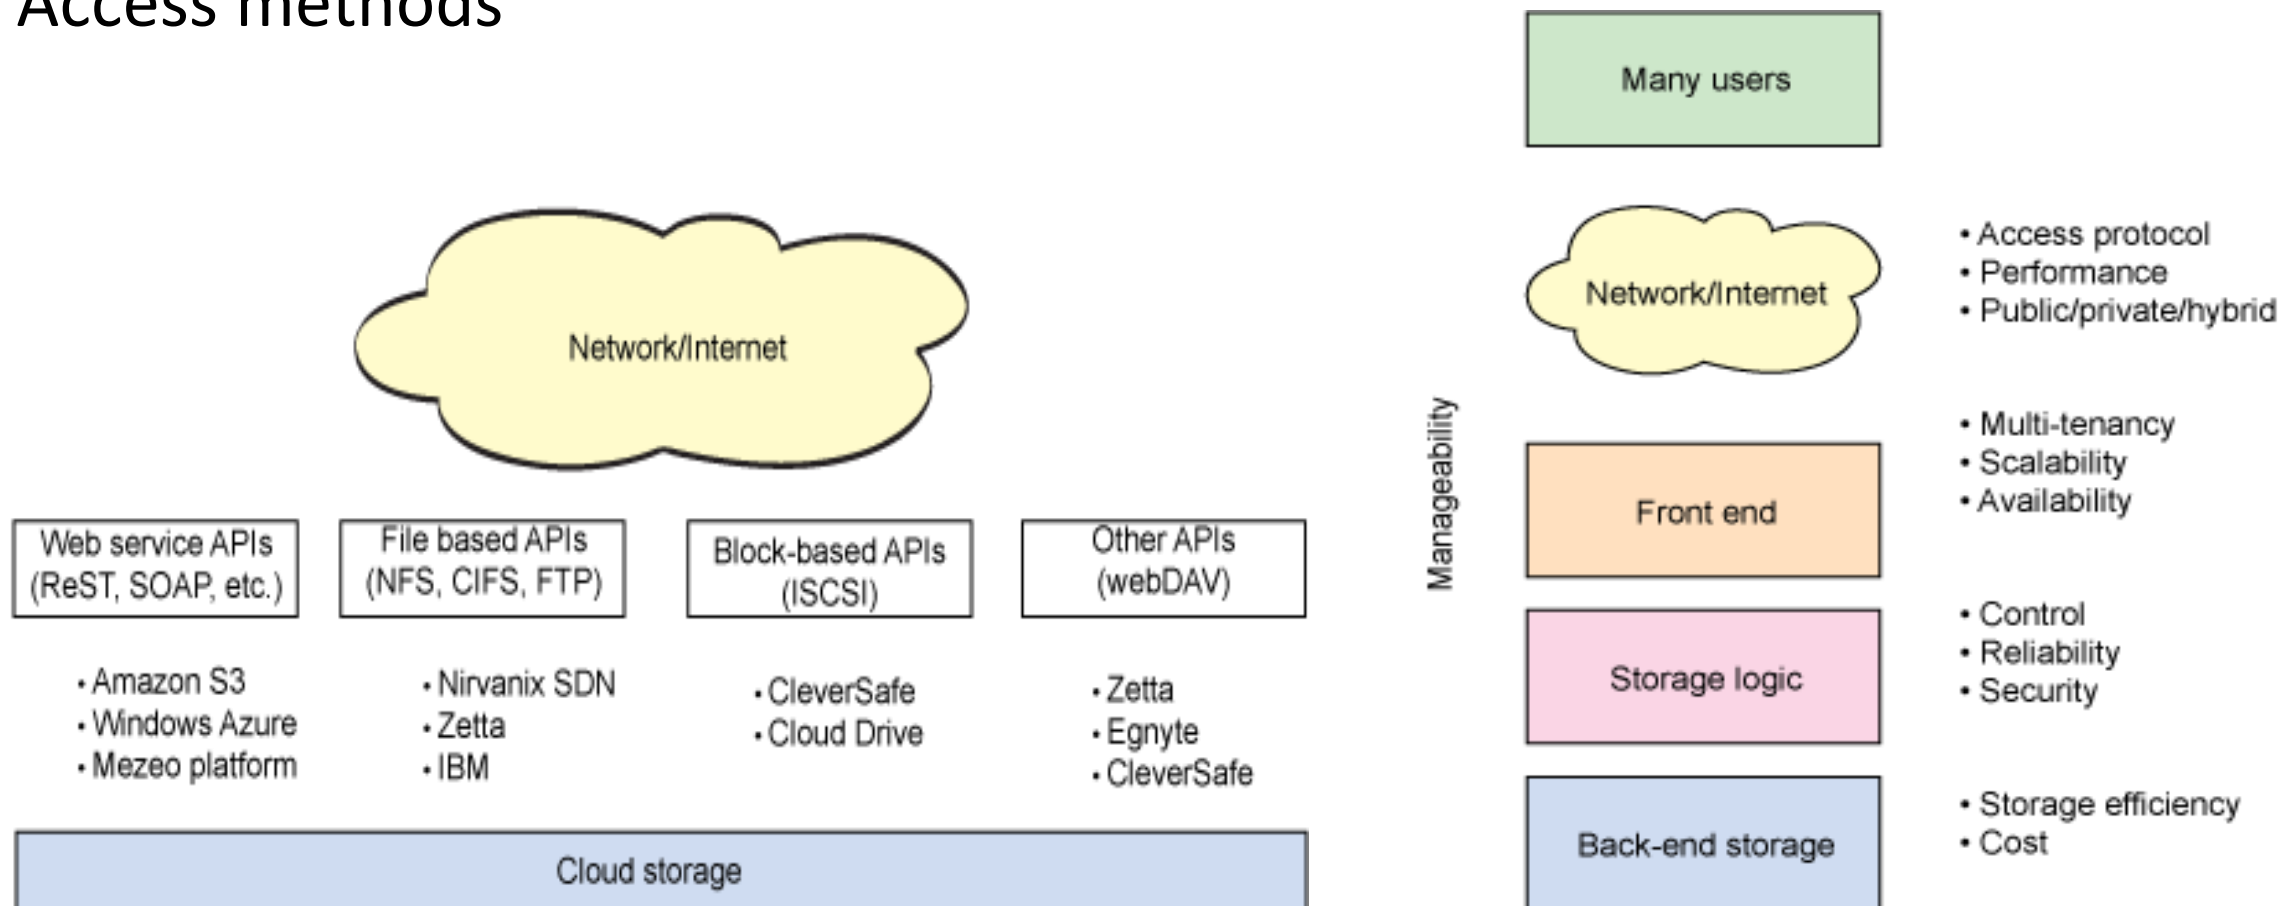 Access methods
Network/Internet
Web service APIs
(ReST, SOAP, etc.)
File based APIs
(NFS, CIFS, FTP)
Block-based APIs
(ISCSI)
Other APIs
(webDAV)
• Amazon S3
• Windows Azure
• Mezeo platform
• Nirvanix SDN
• Zetta
• IBM
• CleverSafe
• Cloud Drive
• Zetta
• Egnyte
• CleverSafe
Cloud storage
Manageability
Many users
Network/Internet
• Access protocol
• Performance
• Public/private/hybrid
Front end
• Multi-tenancy
• Scalability
• Availability
Storage logic
• Control
• Reliability
• Security
Back-end storage
• Storage efficiency
• Cost